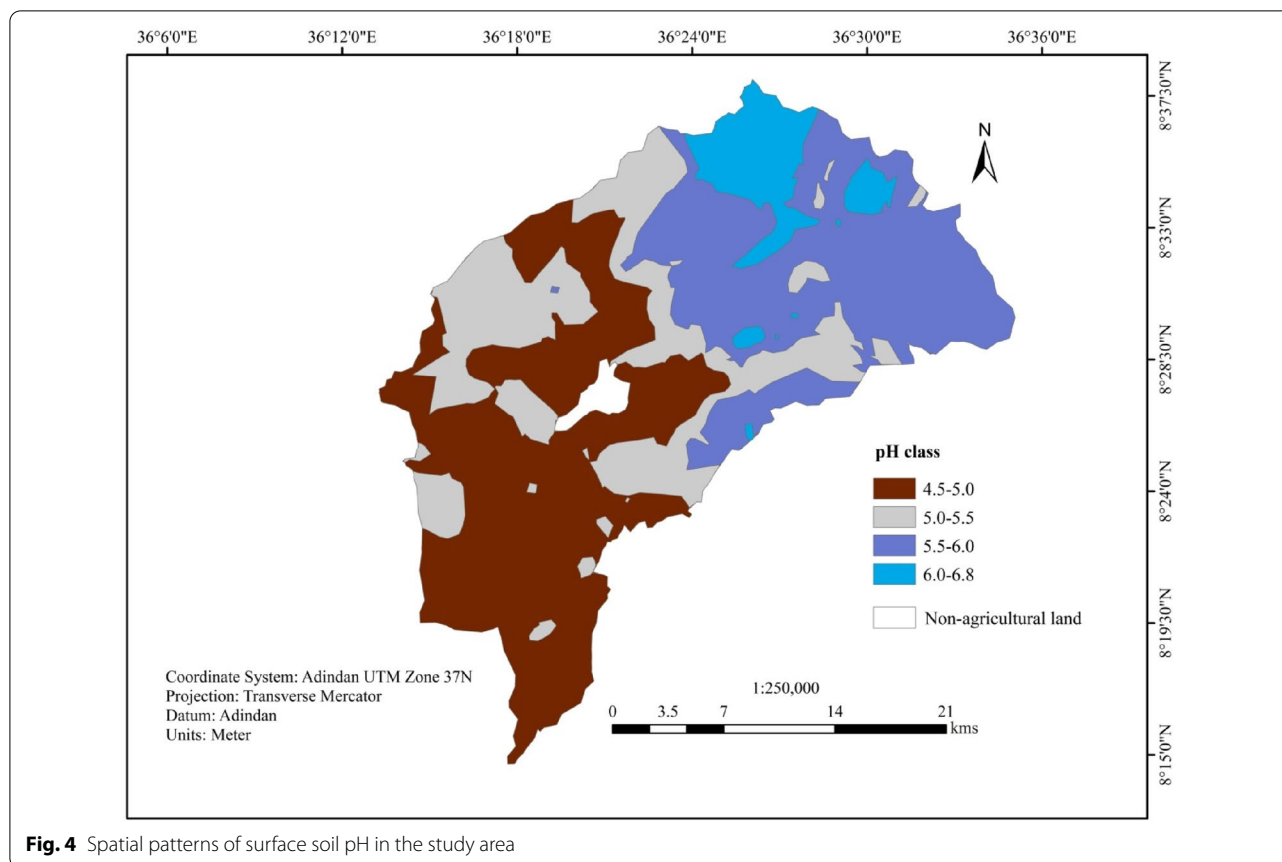 36°6'0"E 36°12'0"E 36°18'0"E 36°24'0"E 36°30'0"E 36°36'0"E
8°37'30"N
N
8°33'0"N
8°28'30"N
8°24'0"N
8°19'30"N
8°15'0"N
pH class
4.5-5.0
5.0-5.5
5.5-6.0
6.0-6.8
Non-agricultural land
Coordinate System: Adindan UTM Zone 37N
Projection: Transverse Mercator
Datum: Adindan
Units: Meter
1:250,000
0 3.5 7 14 21
kms
Fig. 4 Spatial patterns of surface soil pH in the study area